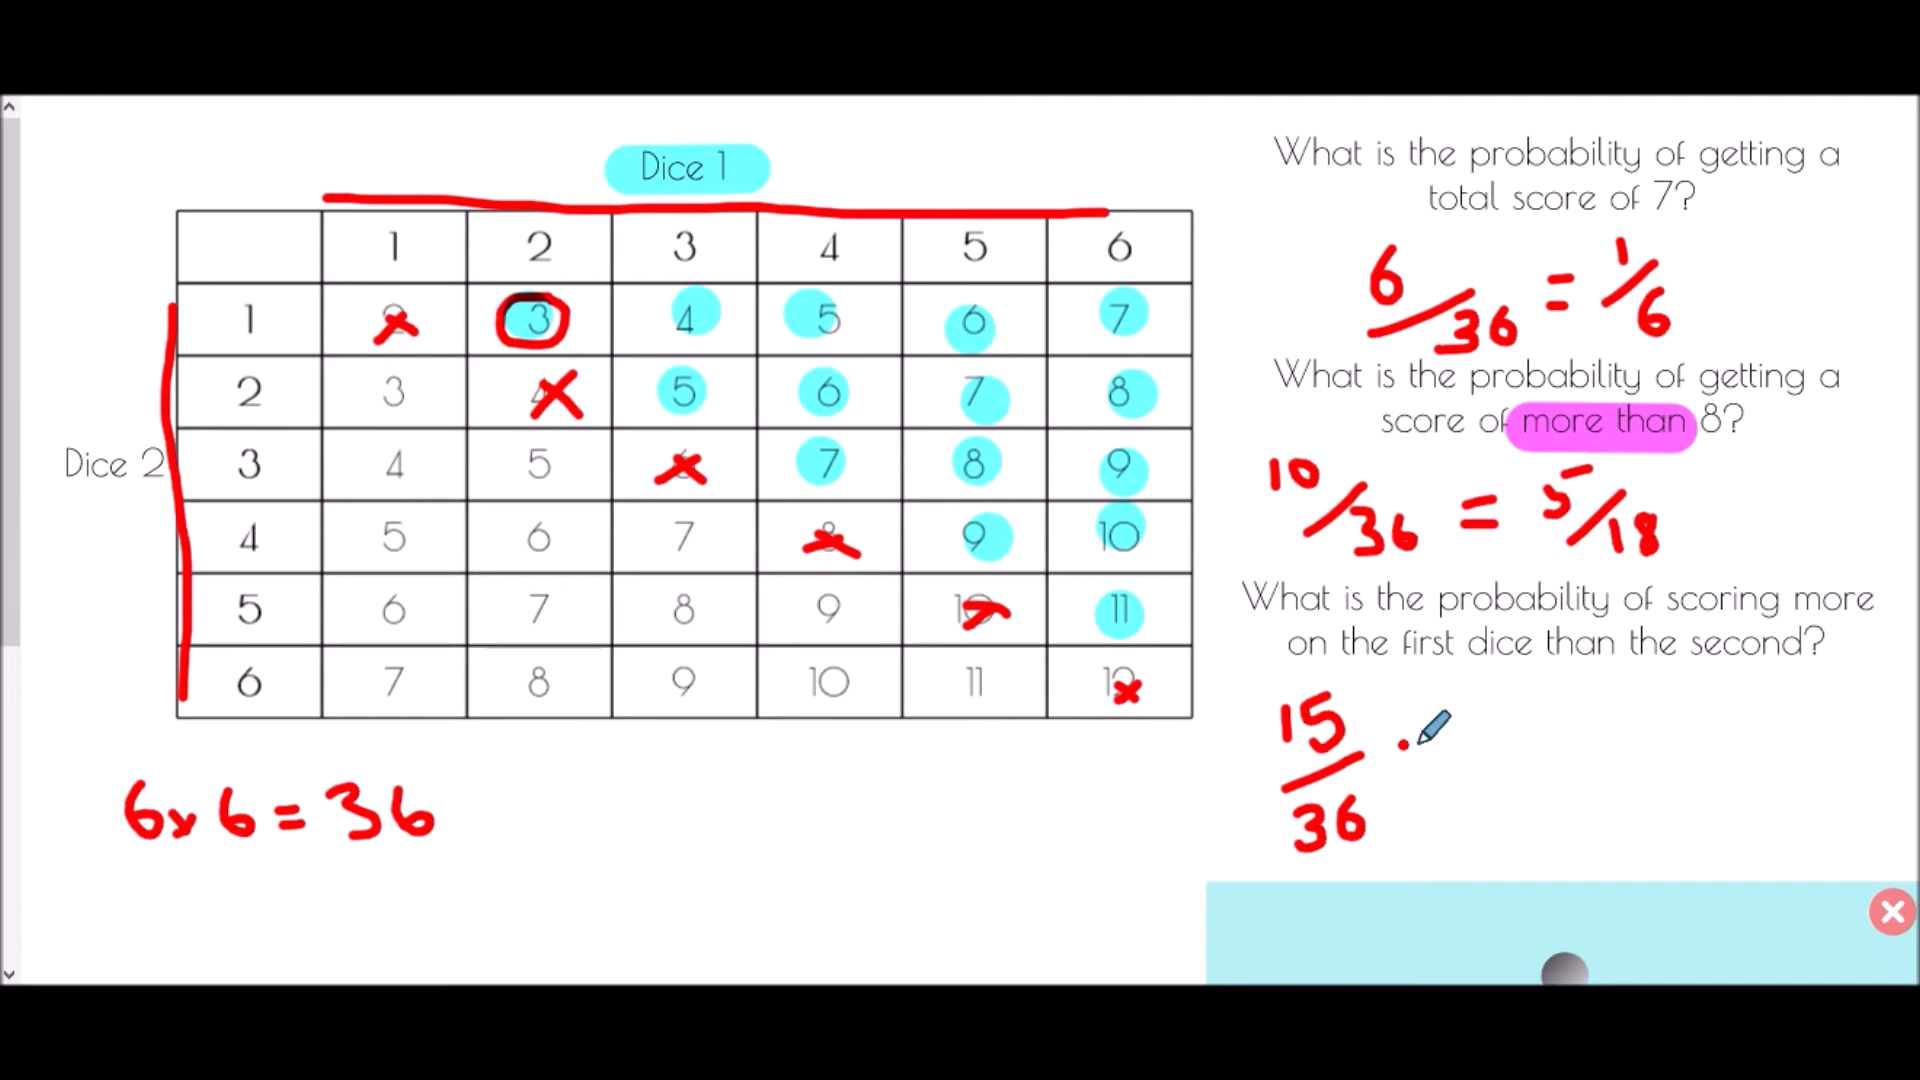 Dice 1
1 2 3 4 5 6
1 2 3 4 5 6 7
2 3 4 5 6 7 8
Dice 2
3 4 5 6 7 8 9
4 5 6 7 8 9 10
5 6 7 8 9 10 11
6 7 8 9 10 11 12
6x6=36
What is the probability of getting a
total score of 7?
6/36 = 1/6
What is the probability of getting a
score of more than 8?
10/36 = 5/18
What is the probability of scoring more
on the first dice than the second?
15/36